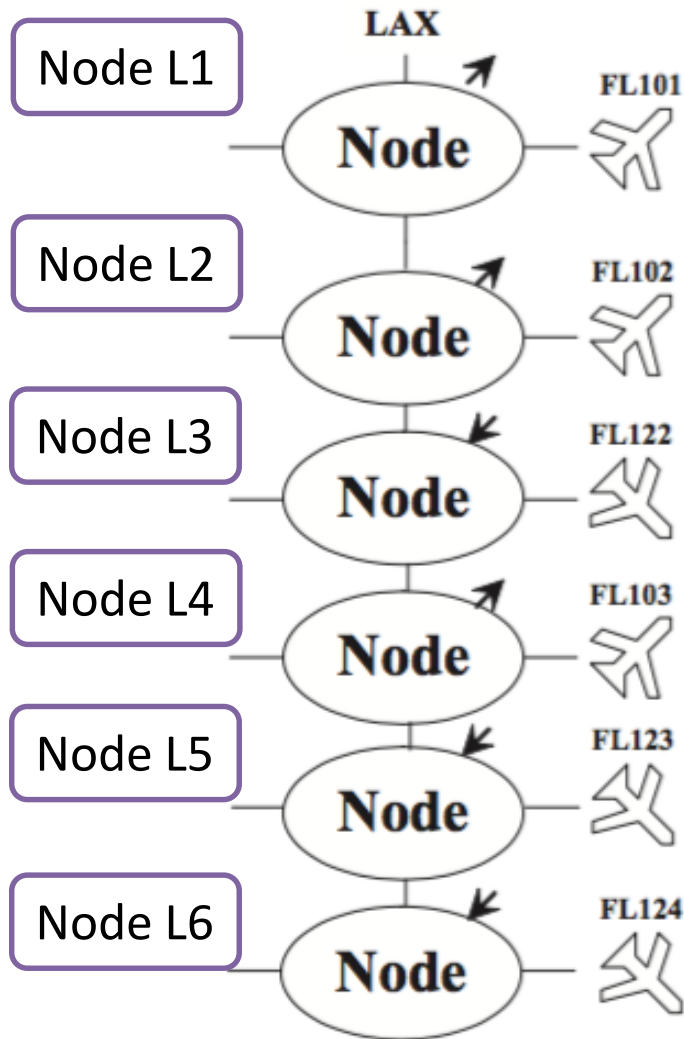 LAX
Node L1
Node
FL101
Node L2
Node
FL102
Node L3
Node
FL122
Node L4
Node
FL103
Node L5
Node
FL123
Node L6
Node
FL124